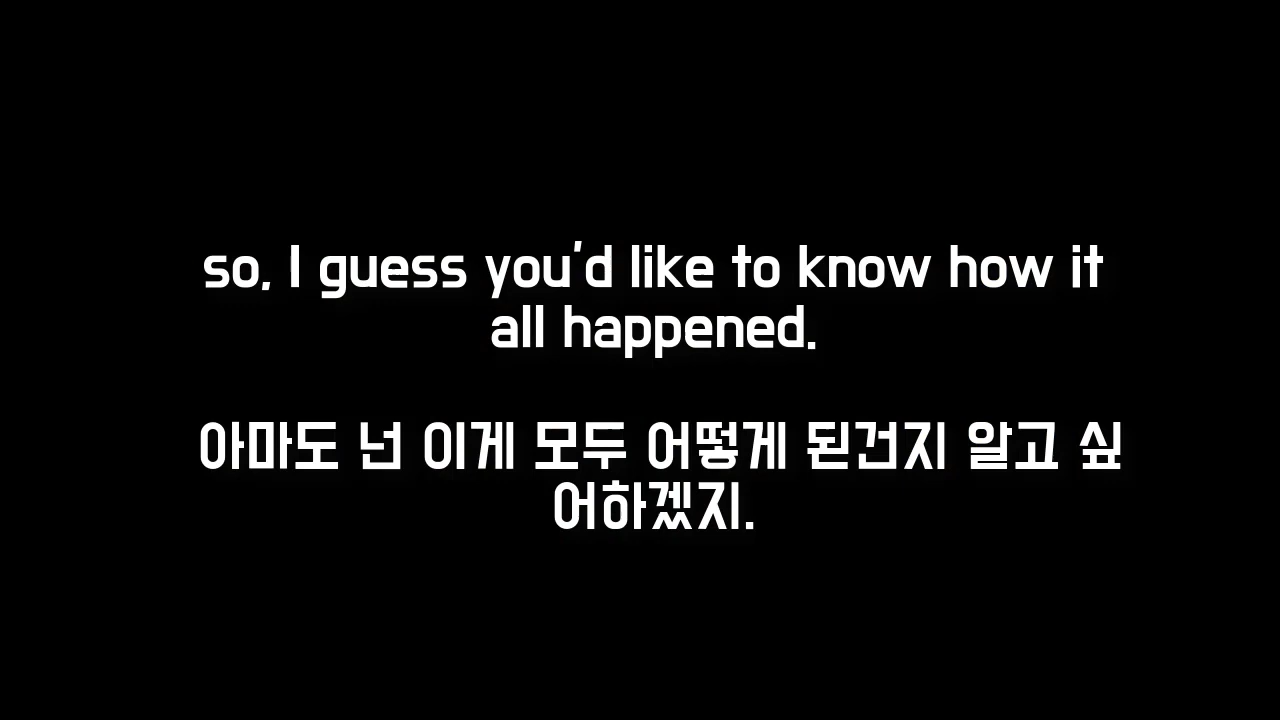 so, I guess you'd like to know how it
all happened.
아마도 넌 이게 모두 어떻게 된건지 알고 싶
어하겠지.